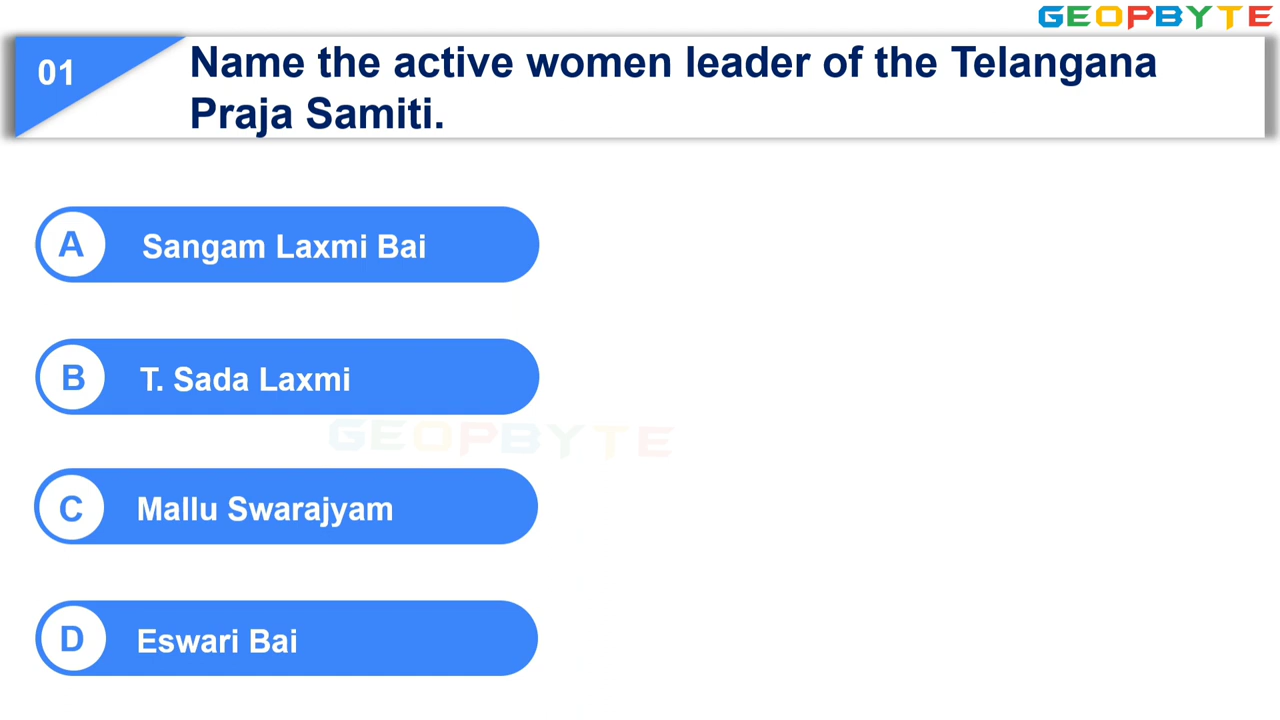 GEOPBYTE
01
Name the active women leader of the Telangana
Praja Samiti.
A Sangam Laxmi Bai
B T. Sada Laxmi
GEOPBYTE
C Mallu Swarajyam
D Eswari Bai